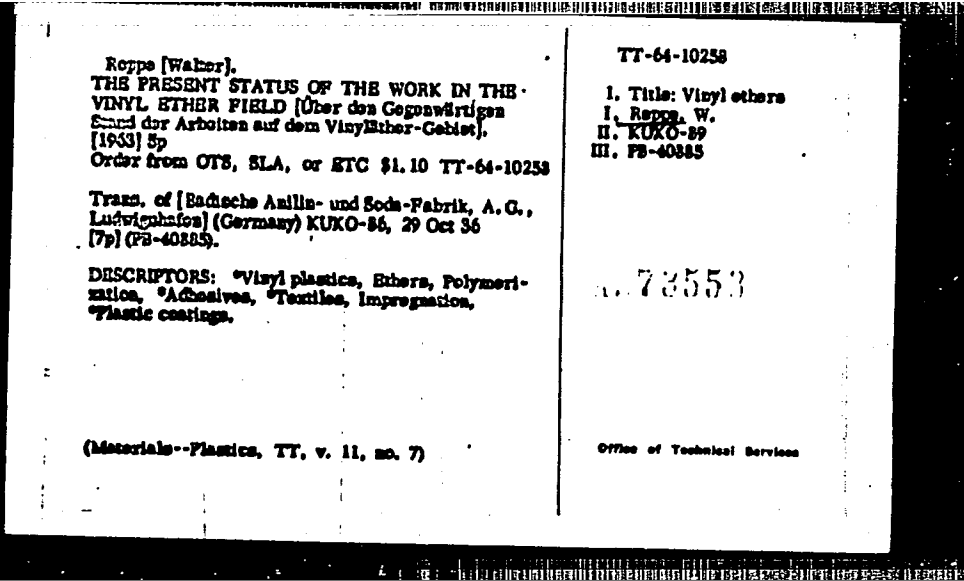 Reppe [Walter].
THE PRESENT STATUS OF THE WORK IN THE
VINYL ETHER FIELD [Über den Gegenwärtigen
Stand der Arbeiten auf dem Vinyläther-Gebiet].
[1963] 5p
Order from OTS, SLA, or ETC $1.10 TT-64-10258
Trans. of [Badische Anilin- und Soda-Fabrik, A.G.,
Ludwigshafen] (Germany) KUKO-86, 29 Oct 36
[7p] (PB-40885).
DESCRIPTORS: *Vinyl plastics, Ethers, Polymeri-
zation, *Adhesives, *Textiles, Impregnation,
*Plastic coatings.
(Materials--Plastics, TT, v. 11, no. 7)
TT-64-10258
1. Title: Vinyl ethers
I. Reppe, W.
II. KUKO-89
III. PB-40885
73553
Office of Technical Services